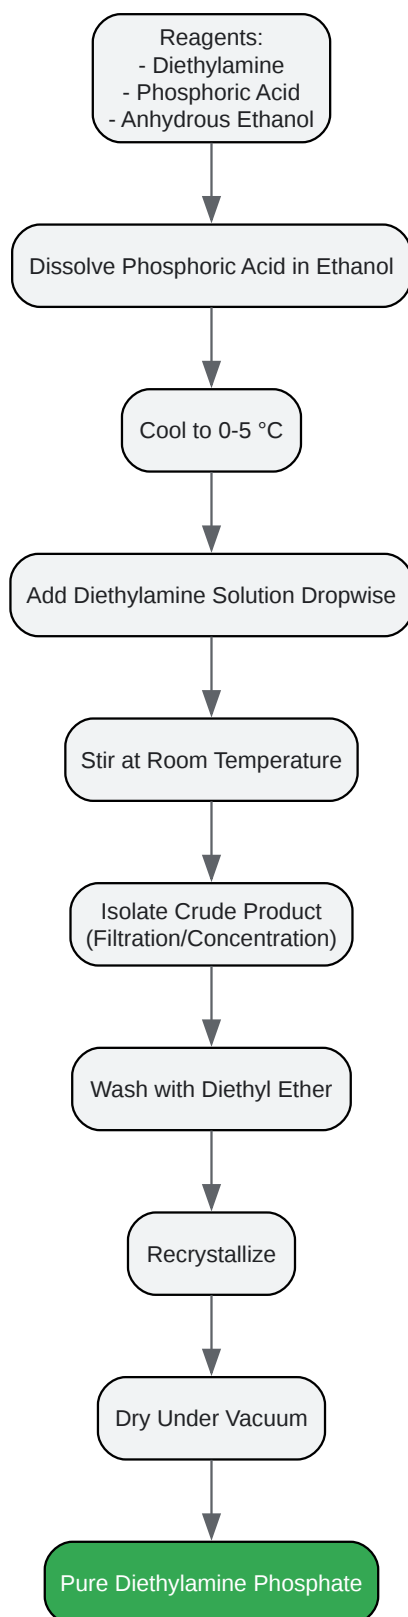 Reagents:
- Diethylamine
- Phosphoric Acid
- Anhydrous Ethanol
Dissolve Phosphoric Acid in Ethanol
Cool to 0-5 °C
Add Diethylamine Solution Dropwise
Stir at Room Temperature
Isolate Crude Product
(Filtration/Concentration)
Wash with Diethyl Ether
Recrystallize
Dry Under Vacuum
Pure Diethylamine Phosphate